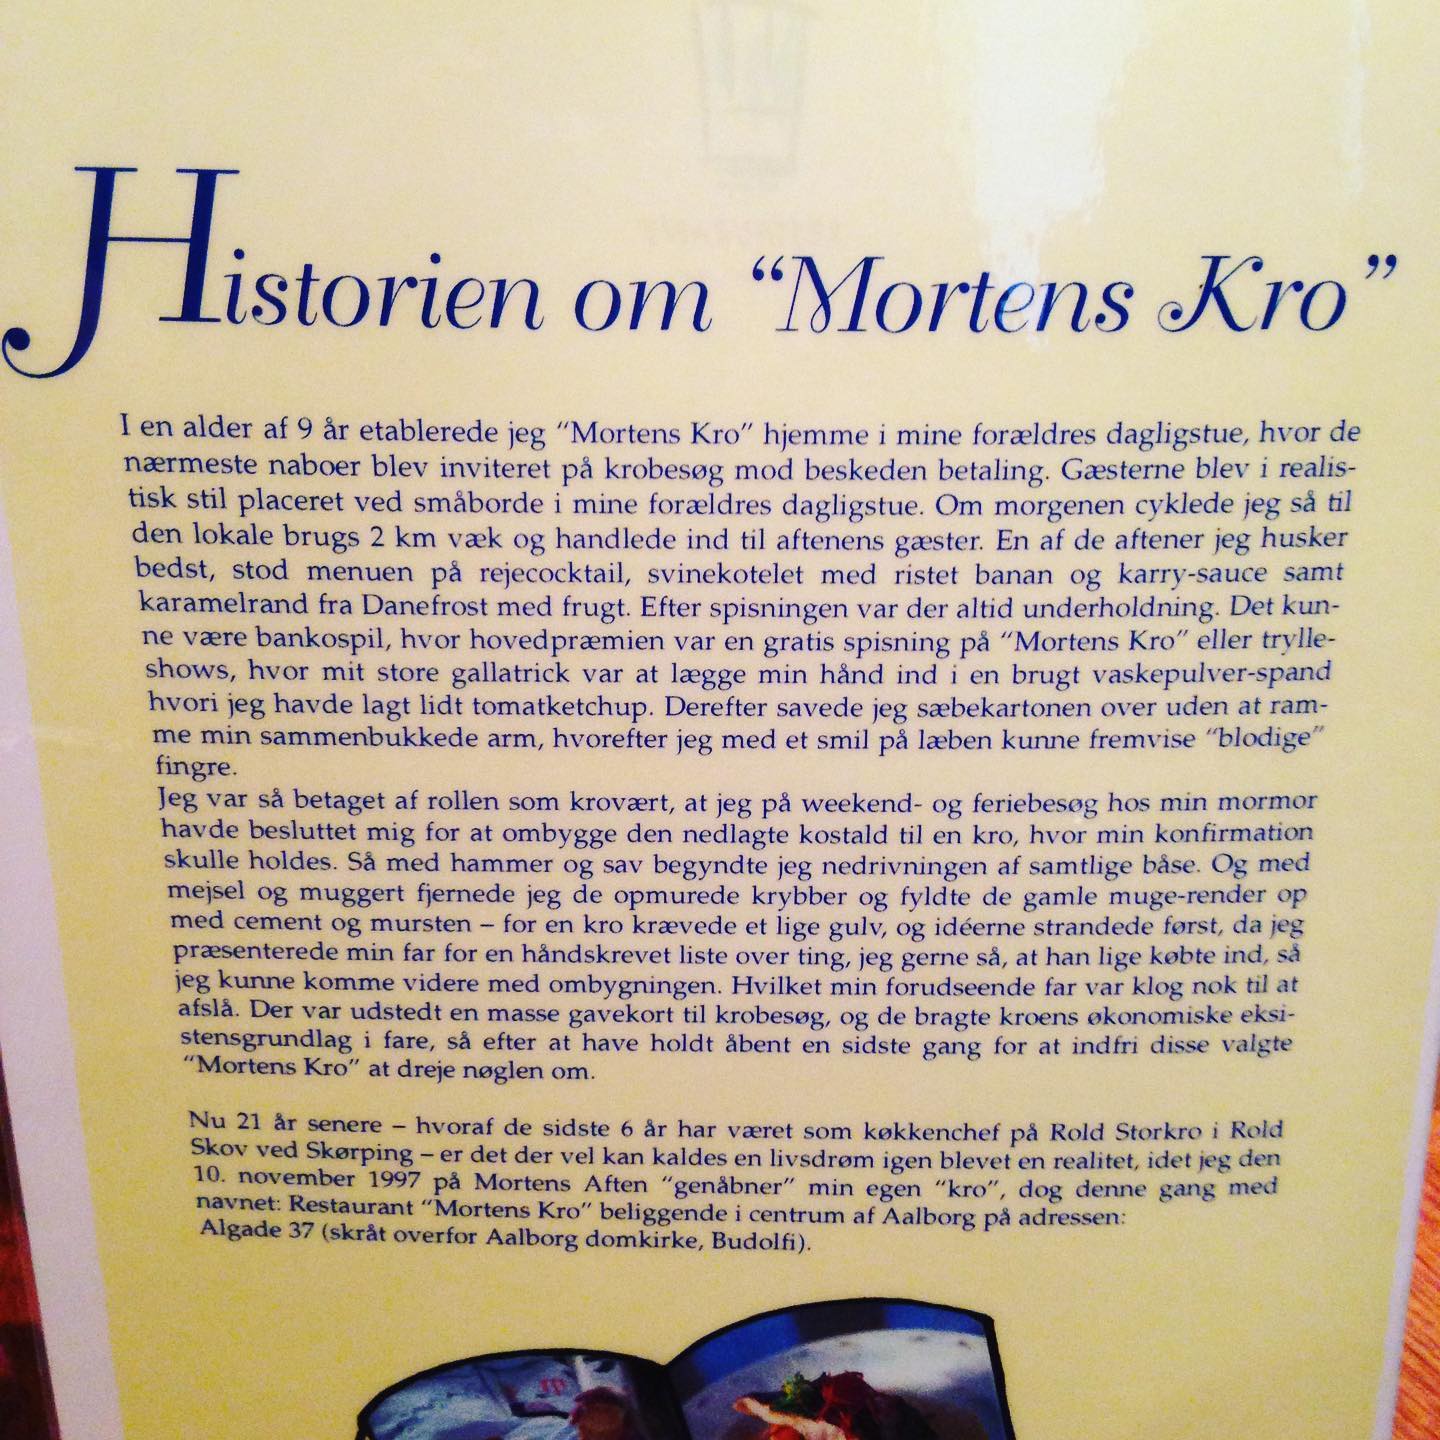 Historien om “Mortens Kro”
I en alder af 9 år etablerede jeg “Mortens Kro” hjemme i mine forældres dagligstue, hvor de
nærmeste naboer blev inviteret på krobesøg mod beskeden betaling. Gæsterne blev i realis-
tisk stil placeret ved småborde i mine forældres dagligstue. Om morgenen cyklede jeg så til
den lokale brugs 2 km væk og handlede ind til aftenens gæster. En af de aftener jeg husker
bedst, stod menuen på rejecocktail, svinekotelet med ristet banan og karry-sauce samt
karamelrand fra Danefrost med frugt. Efter spisningen var der altid underholdning. Det kun-
ne være bankospil, hvor hovedpræmien var en gratis spisning på “Mortens Kro” eller trylle-
shows, hvor mit store gallatrick var at lægge min hånd ind i en brugt vaskepulver-spand
hvori jeg havde lagt lidt tomatketchup. Derefter savede jeg sæbekartonen over uden at ram-
me min sammenbukkede arm, hvorefter jeg med et smil på læben kunne fremvise “blodige”
fingre.
Jeg var så betaget af rollen som krovært, at jeg på weekend- og feriebesøg hos min mormor
havde besluttet mig for at ombygge den nedlagte kostald til en kro, hvor min konfirmation
skulle holdes. Så med hammer og sav begyndte jeg nedrivningen af samtlige båse. Og med
mejsel og muggert fjernede jeg de opmurede krybber og fyldte de gamle muge-render op
med cement og mursten – for en kro krævede et lige gulv, og idéerne strandede først, da jeg
præsenterede min far for en håndskrevet liste over ting, jeg gerne så, at han lige købte ind, så
jeg kunne komme videre med ombygningen. Hvilket min forudseende far var klog nok til at
afslå. Der var udstedt en masse gavekort til krobesøg, og de bragte kroens økonomiske eksi-
stensgrundlag i fare, så efter at have holdt åbent en sidste gang for at indfri disse valgte
“Mortens Kro” at dreje nøglen om.
Nu 21 år senere – hvoraf de sidste 6 år har været som køkkenchef på Rold Storkro i Rold
Skov ved Skørping – er det der vel kan kaldes en livsdrøm igen blevet en realitet, idet jeg den
10. november 1997 på Mortens Aften “genåbner” min egen “kro”, dog denne gang med
navnet: Restaurant “Mortens Kro” beliggende i centrum af Aalborg på adressen:
Algade 37 (skråt overfor Aalborg domkirke, Budolfi).